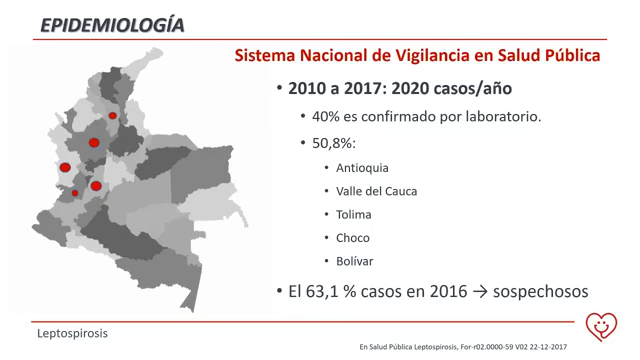 EPIDEMIOLOGÍA
Sistema Nacional de Vigilancia en Salud Pública
• 2010 a 2017: 2020 casos/año
• 40% es confirmado por laboratorio.
• 50,8%:
• Antioquia
• Valle del Cauca
• Tolima
• Choco
• Bolívar
• El 63,1 % casos en 2016 → sospechosos
Leptospirosis
En Salud Pública Leptospirosis, For-r02.0000-59 V02 22-12-2017